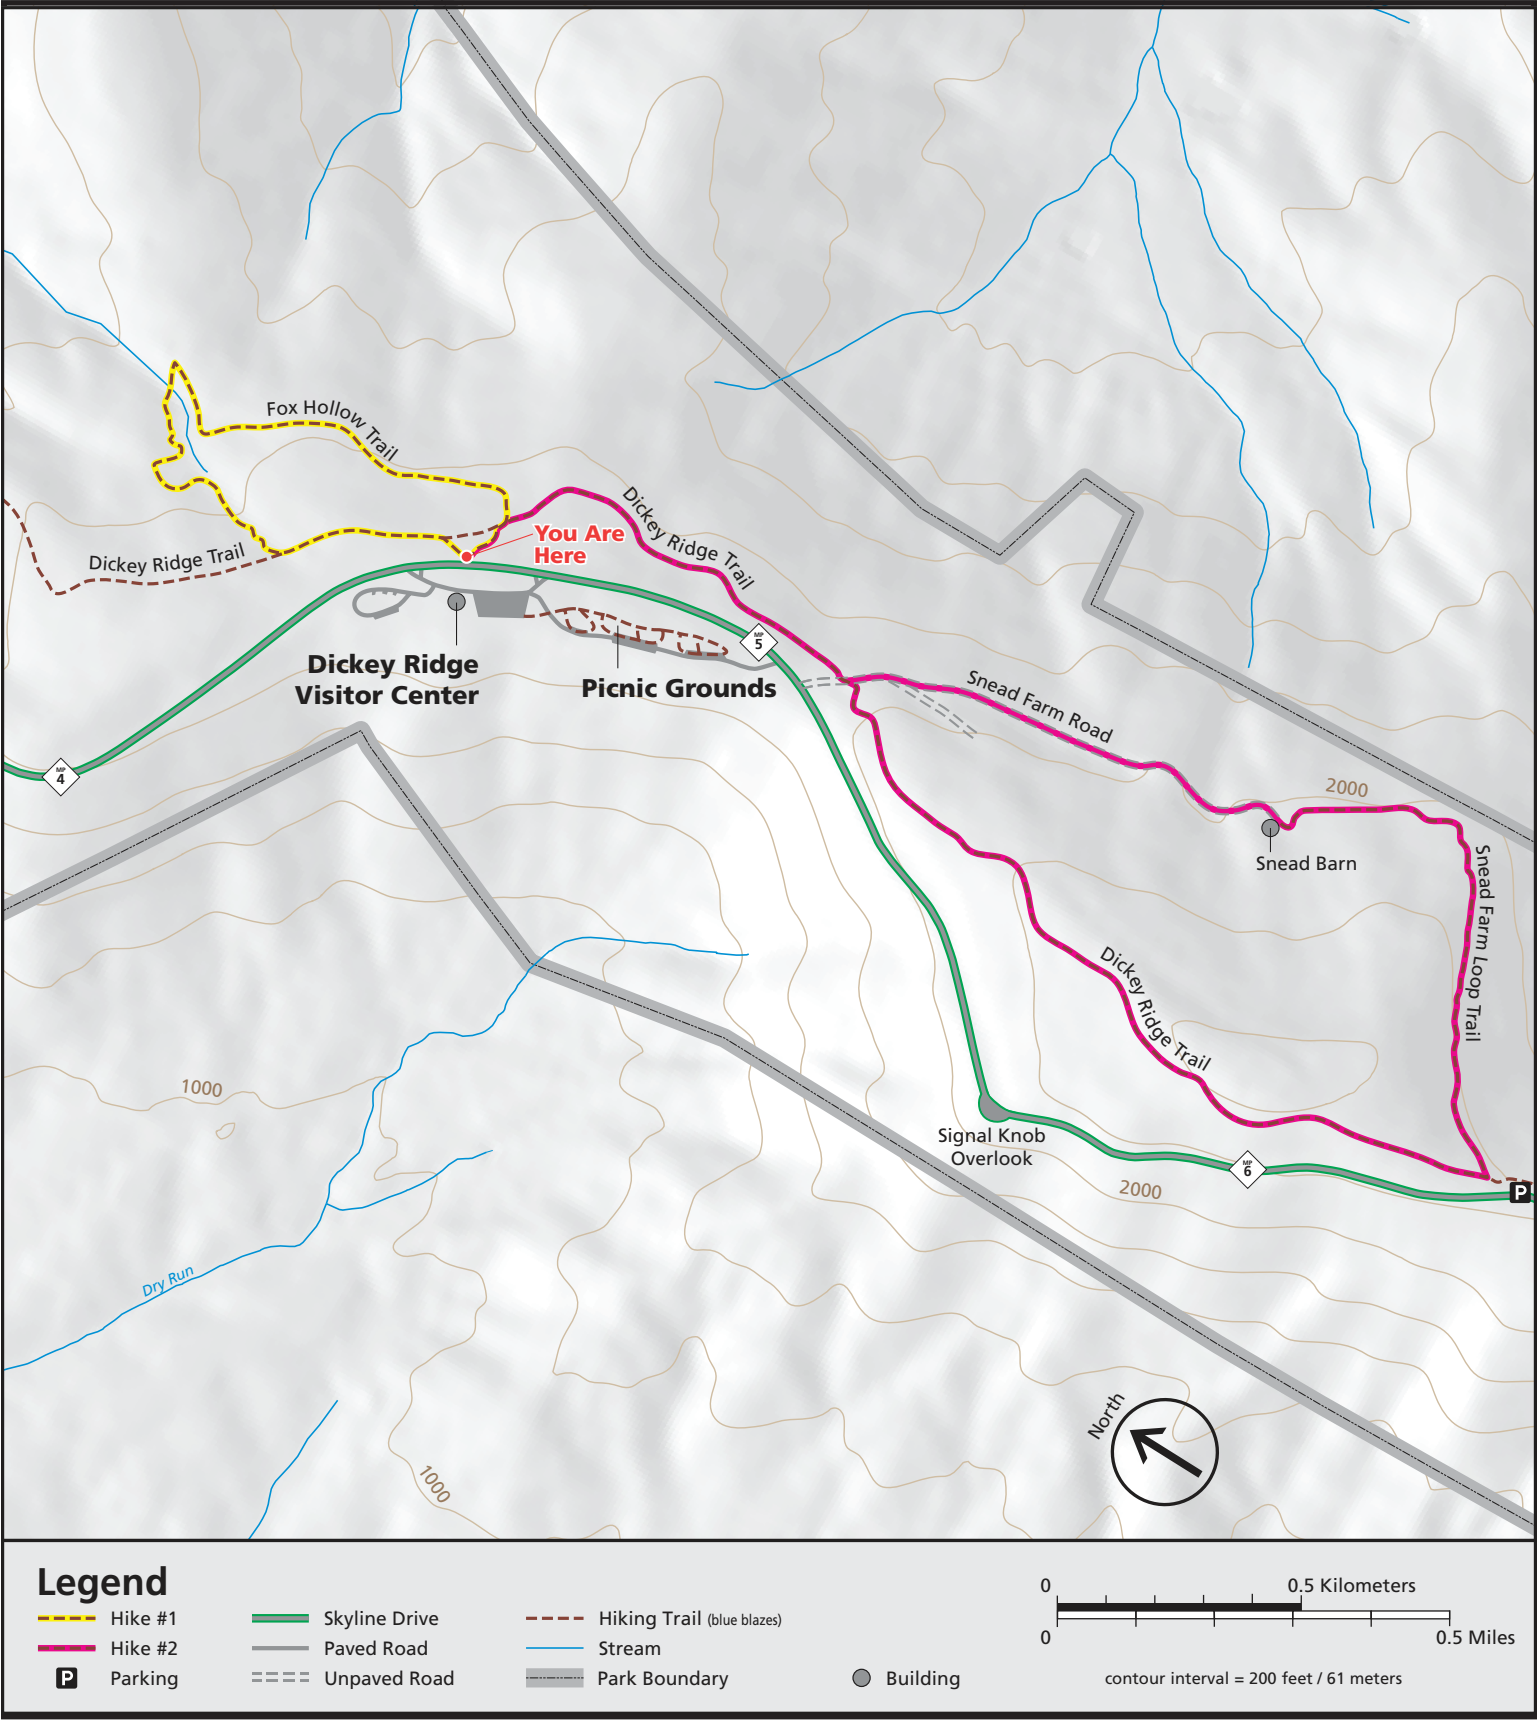 Fox Hollow Trail
Dickey Ridge Trail
You Are
Here
Dickey Ridge Trail
MP
5
Dickey Ridge
Visitor Center
Picnic Grounds
Snead Farm Road
MP
4
2000
Snead Barn
Snead Farm Loop Trail
Dickey Ridge Trail
1000
Signal Knob
Overlook
MP
6
2000
P
Dry Run
North
1000
Legend
Hike #1
Hike #2
P Parking
Skyline Drive
Paved Road
Unpaved Road
Hiking Trail (blue blazes)
Stream
Park Boundary
Building
0 0.5 Kilometers
0 0.5 Miles
contour interval = 200 feet / 61 meters